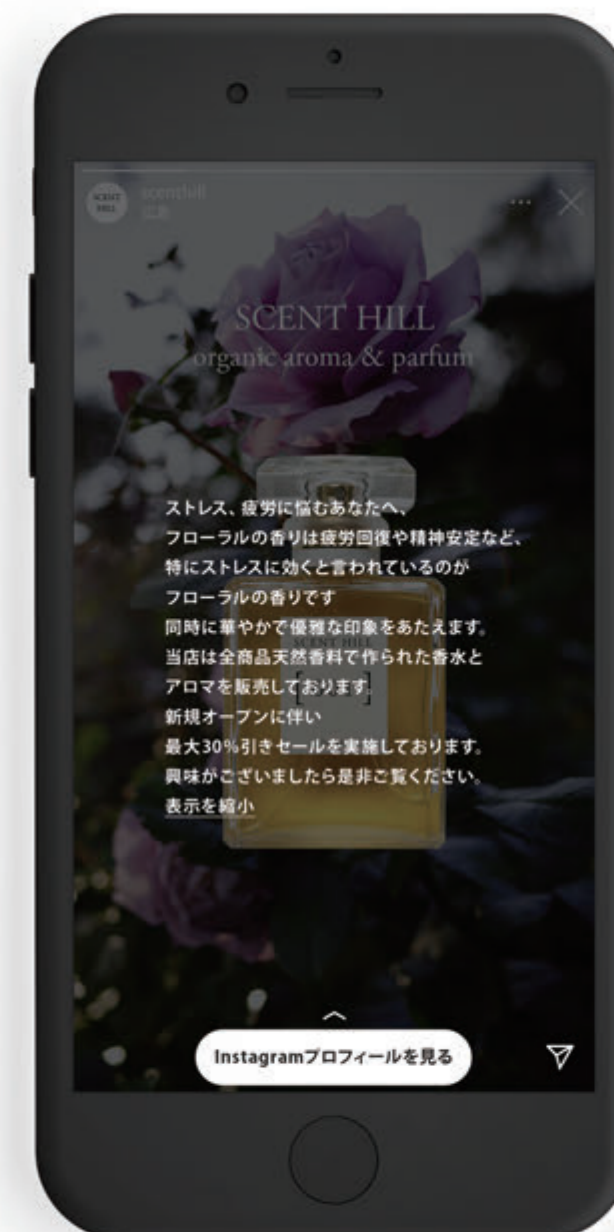 SCENT
HILL
scenthill
広告
SCENT HILL
organic aroma & parfum
ストレス、疲労に悩むあなたへ、
フローラルの香りは疲労回復や精神安定など、
特にストレスに効くと言われているのが
フローラルの香りです
同時に華やかで優雅な印象をあたえます。
SCENT HILL
当店は全商品天然香料で作られた香水と
アロマを販売しております。
新規オープンに伴い
最大30%引きセールを実施しております。
興味がございましたら是非ご覧ください。
表示を縮小
Instagramプロフィールを見る